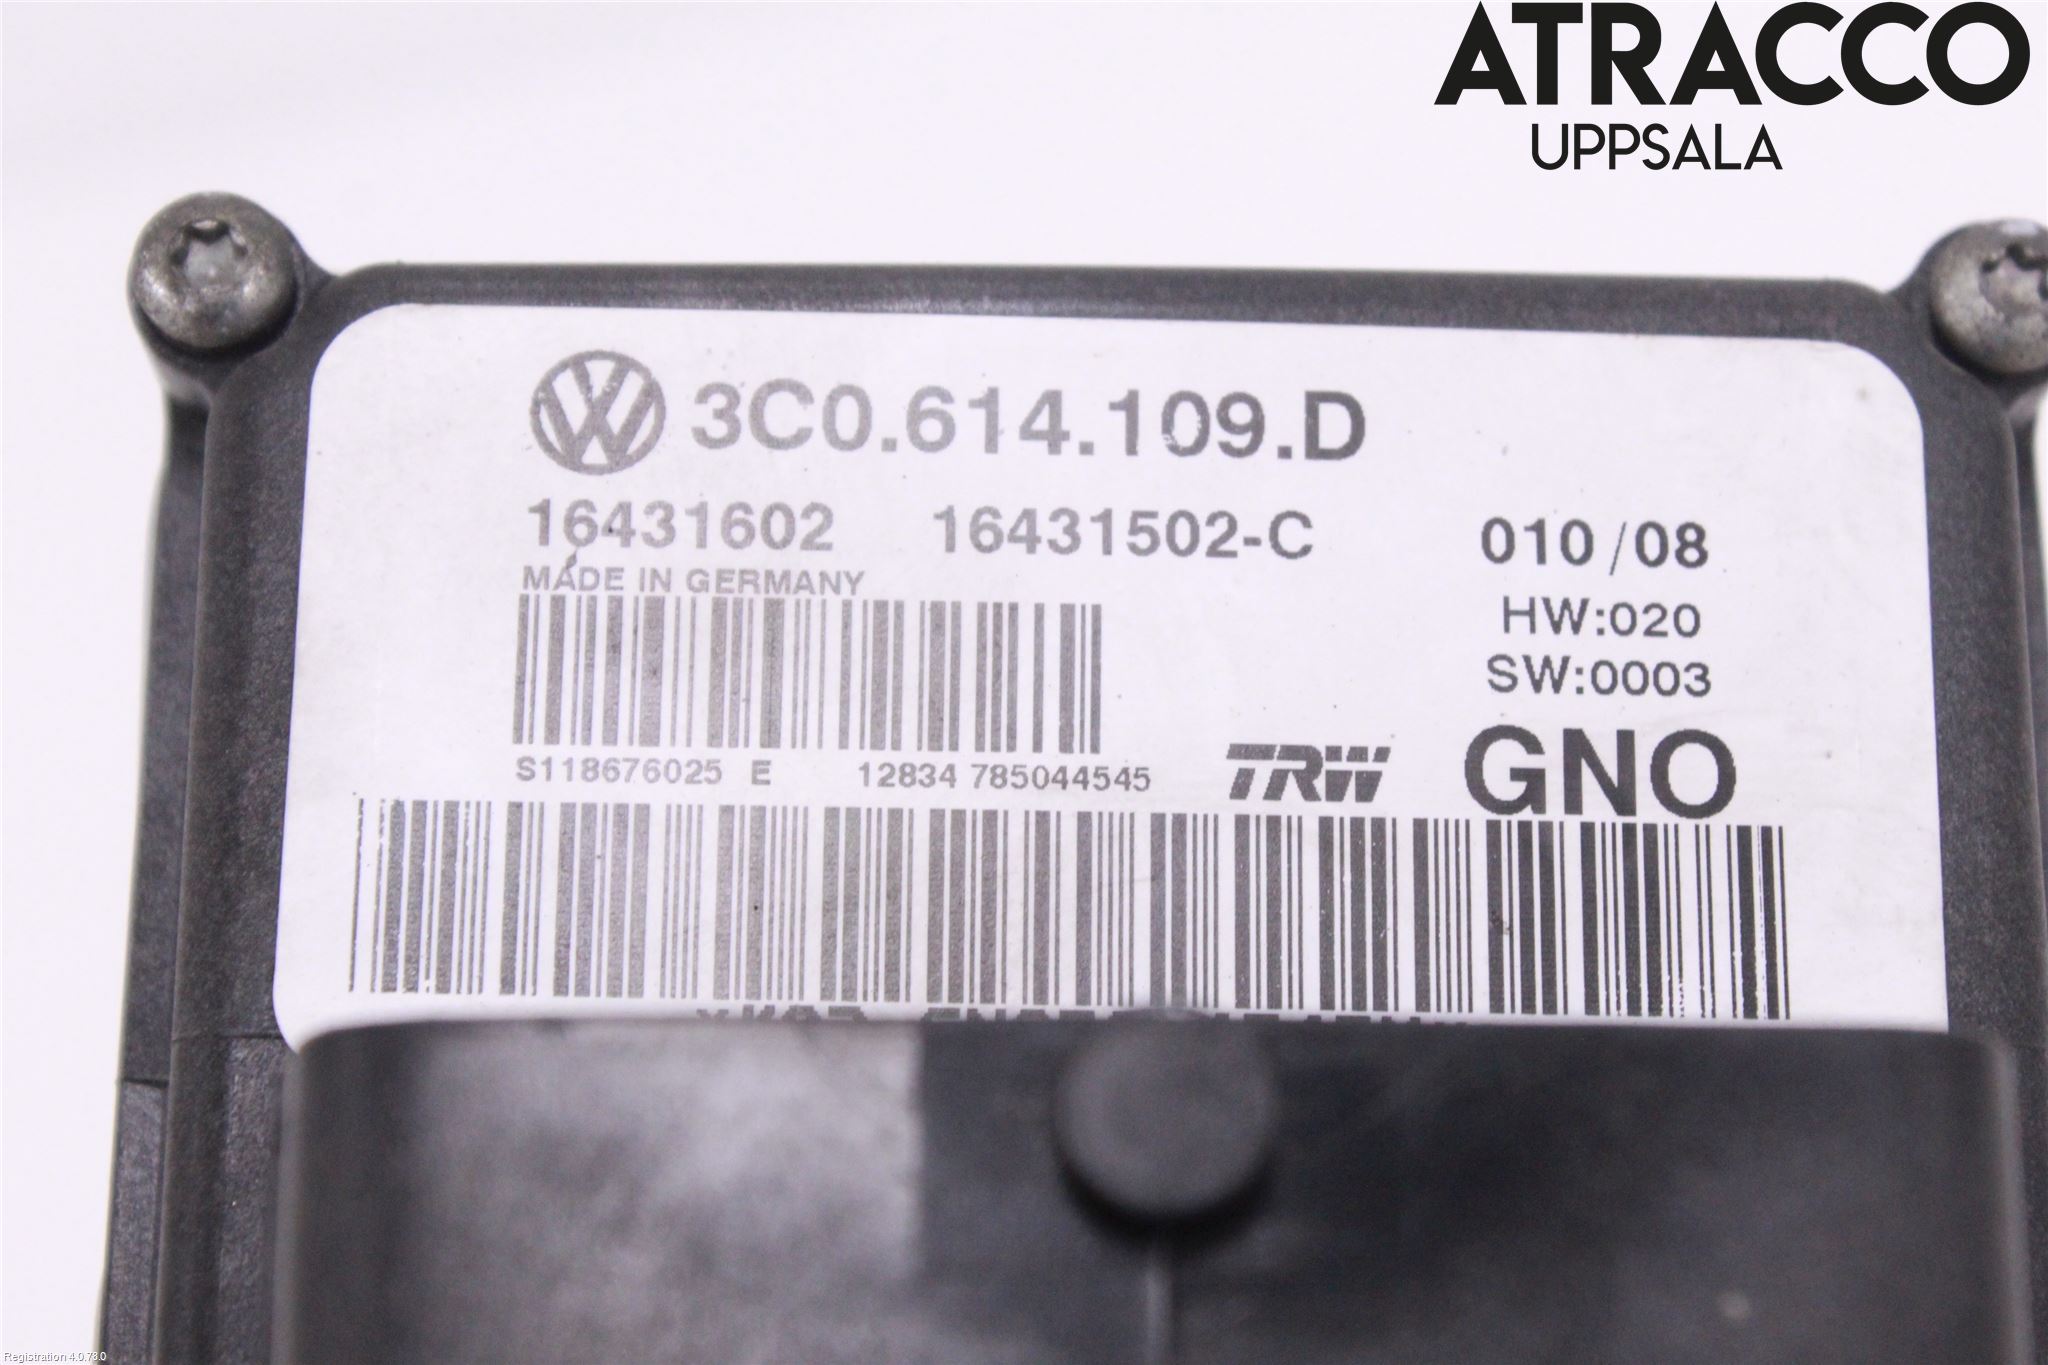 ATRACCO
UPPSALA
3C0.614.109.D
16431602 16431502-C 010/08
MADE IN GERMANY
HW:020
SW:0003
S118676025 E 12834 785044545 TRW GNO
Registration 4.0.78.0